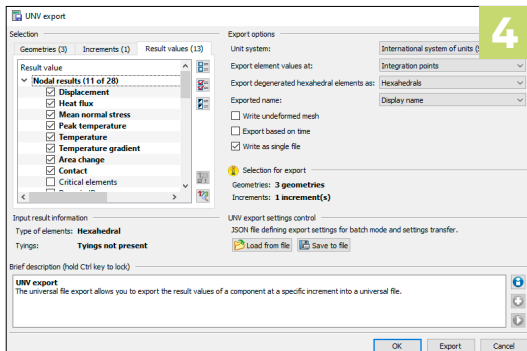 UNV export
4
Selection
Geometries (3)
Increments (1)
Result values (13)
Result value
Nodal results (11 of 28)
Displacement
Heat flux
Mean normal stress
Peak temperature
Temperature
Temperature gradient
Area change
Contact
Critical elements
Input result information
Type of elements: Hexahedral
Tyings: Tyings not present
Export options
Unit system: International system of units
Export element values at: Integration points
Export degenerated hexahedral elements as: Hexahedrals
Exported name: Display name
Write undeformed mesh
Export based on time
Write as single file
Selection for export
Geometries: 3 geometries
Increments: 1 increment(s)
UNV export settings control
JSON file defining export settings for batch mode and settings transfer.
Load from file
Save to file
Brief description (hold Ctrl key to lock)
UNV export
The universal file export allows you to export the result values of a component at a specific increment into a universal file.
OK
Export
Cancel